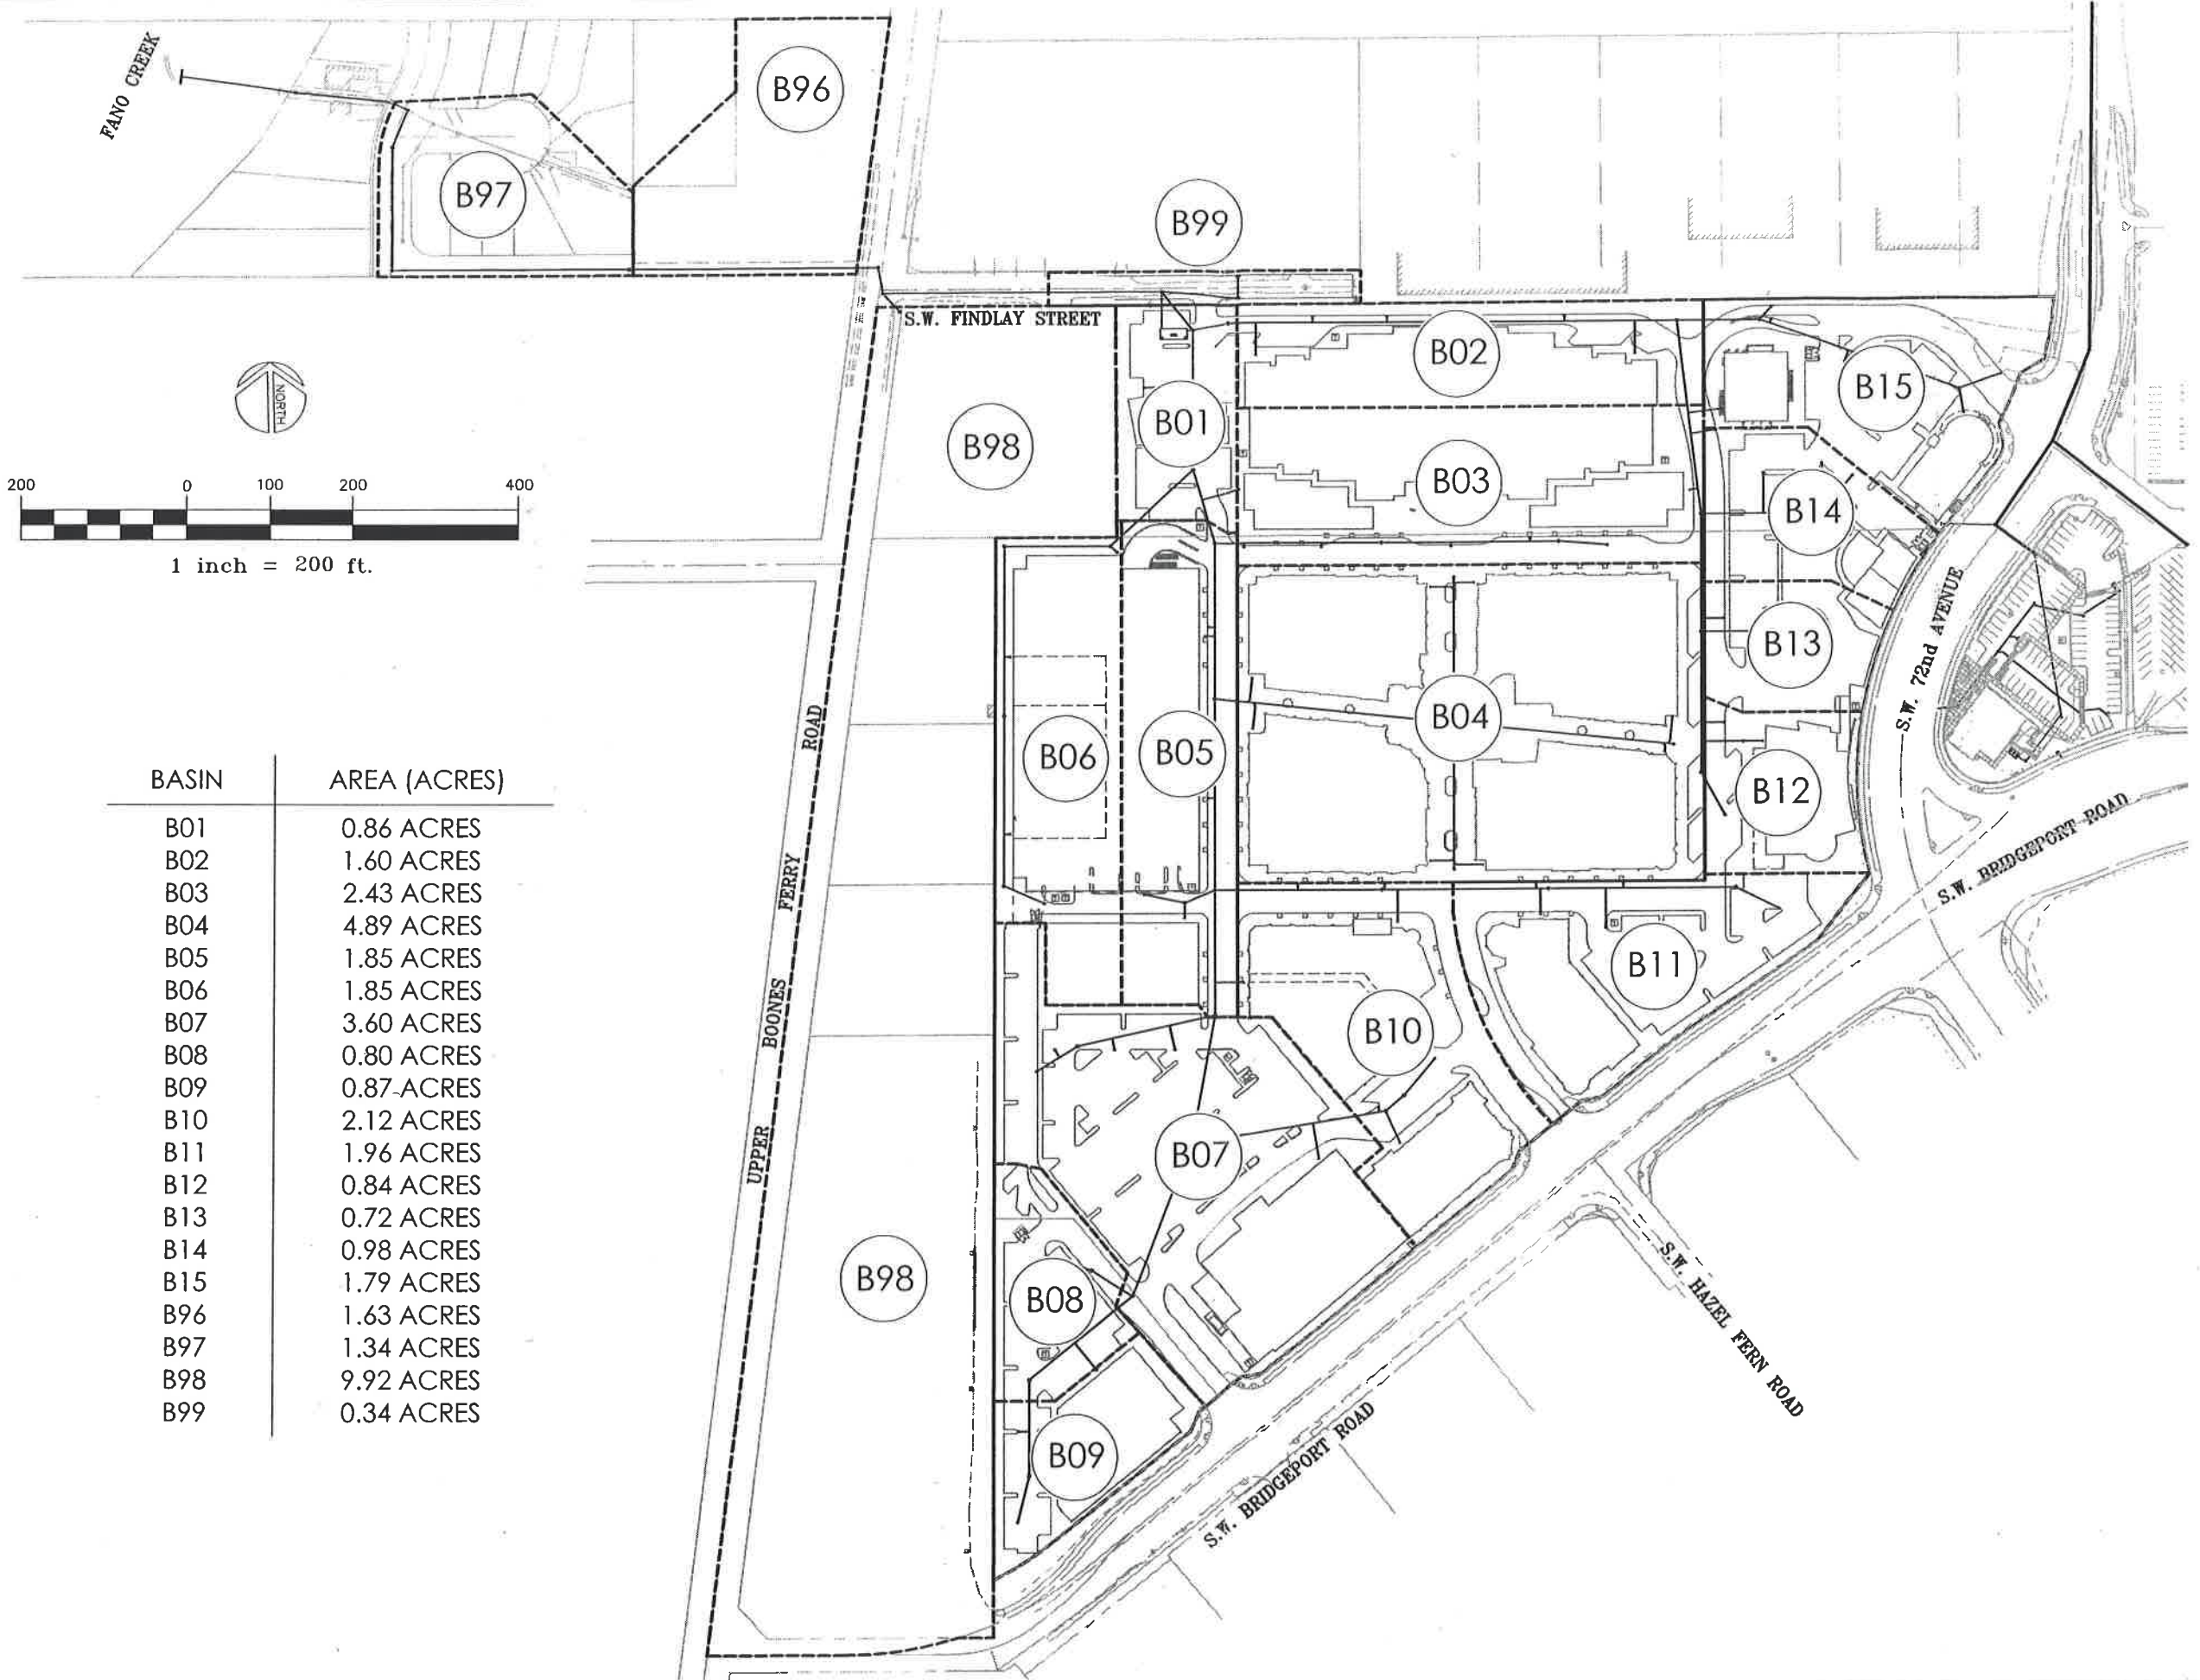 FANO CREEK
B96
B97
B99
S.W. FINDLAY STREET
B02
B15
B01
B98
B03
B14
NORTH
200 0 100 200 400
1 inch = 200 ft.
S.W. 72nd AVENUE
B13
B04
B06
B05
B12
UPPER BOONES FERRY ROAD
S.W. BRIDGEPORT ROAD
B11
B10
B07
B98
B08
S.W. HAZEL FERN ROAD
B09
S.W. BRIDGEPORT ROAD
BASIN AREA (ACRES)
B01 0.86 ACRES
B02 1.60 ACRES
B03 2.43 ACRES
B04 4.89 ACRES
B05 1.85 ACRES
B06 1.85 ACRES
B07 3.60 ACRES
B08 0.80 ACRES
B09 0.87 ACRES
B10 2.12 ACRES
B11 1.96 ACRES
B12 0.84 ACRES
B13 0.72 ACRES
B14 0.98 ACRES
B15 1.79 ACRES
B96 1.63 ACRES
B97 1.34 ACRES
B98 9.92 ACRES
B99 0.34 ACRES